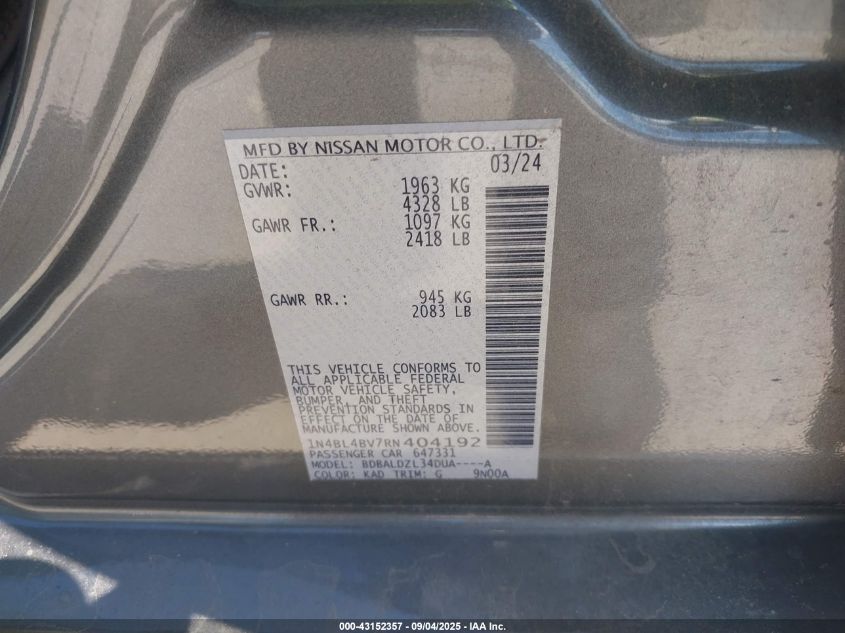 MFD BY NISSAN MOTOR CO., LTD.
DATE: 03/24
GVWR: 1963 KG
4328 LB
GAWR FR.: 1097 KG
2418 LB
GAWR RR.: 945 KG
2083 LB
THIS VEHICLE CONFORMS TO
ALL APPLICABLE FEDERAL
MOTOR VEHICLE SAFETY,
BUMPER, AND THEFT
PREVENTION STANDARDS IN
EFFECT ON THE DATE OF
MANUFACTURE SHOWN ABOVE.
1N4BL4BV7RN404192
PASSENGER CAR 647331
MODEL: BDBALDZL34DUA----A
COLOR: KAD TRIM: G 9N00A
000-43152357 - 09/04/2025 - IAA Inc.